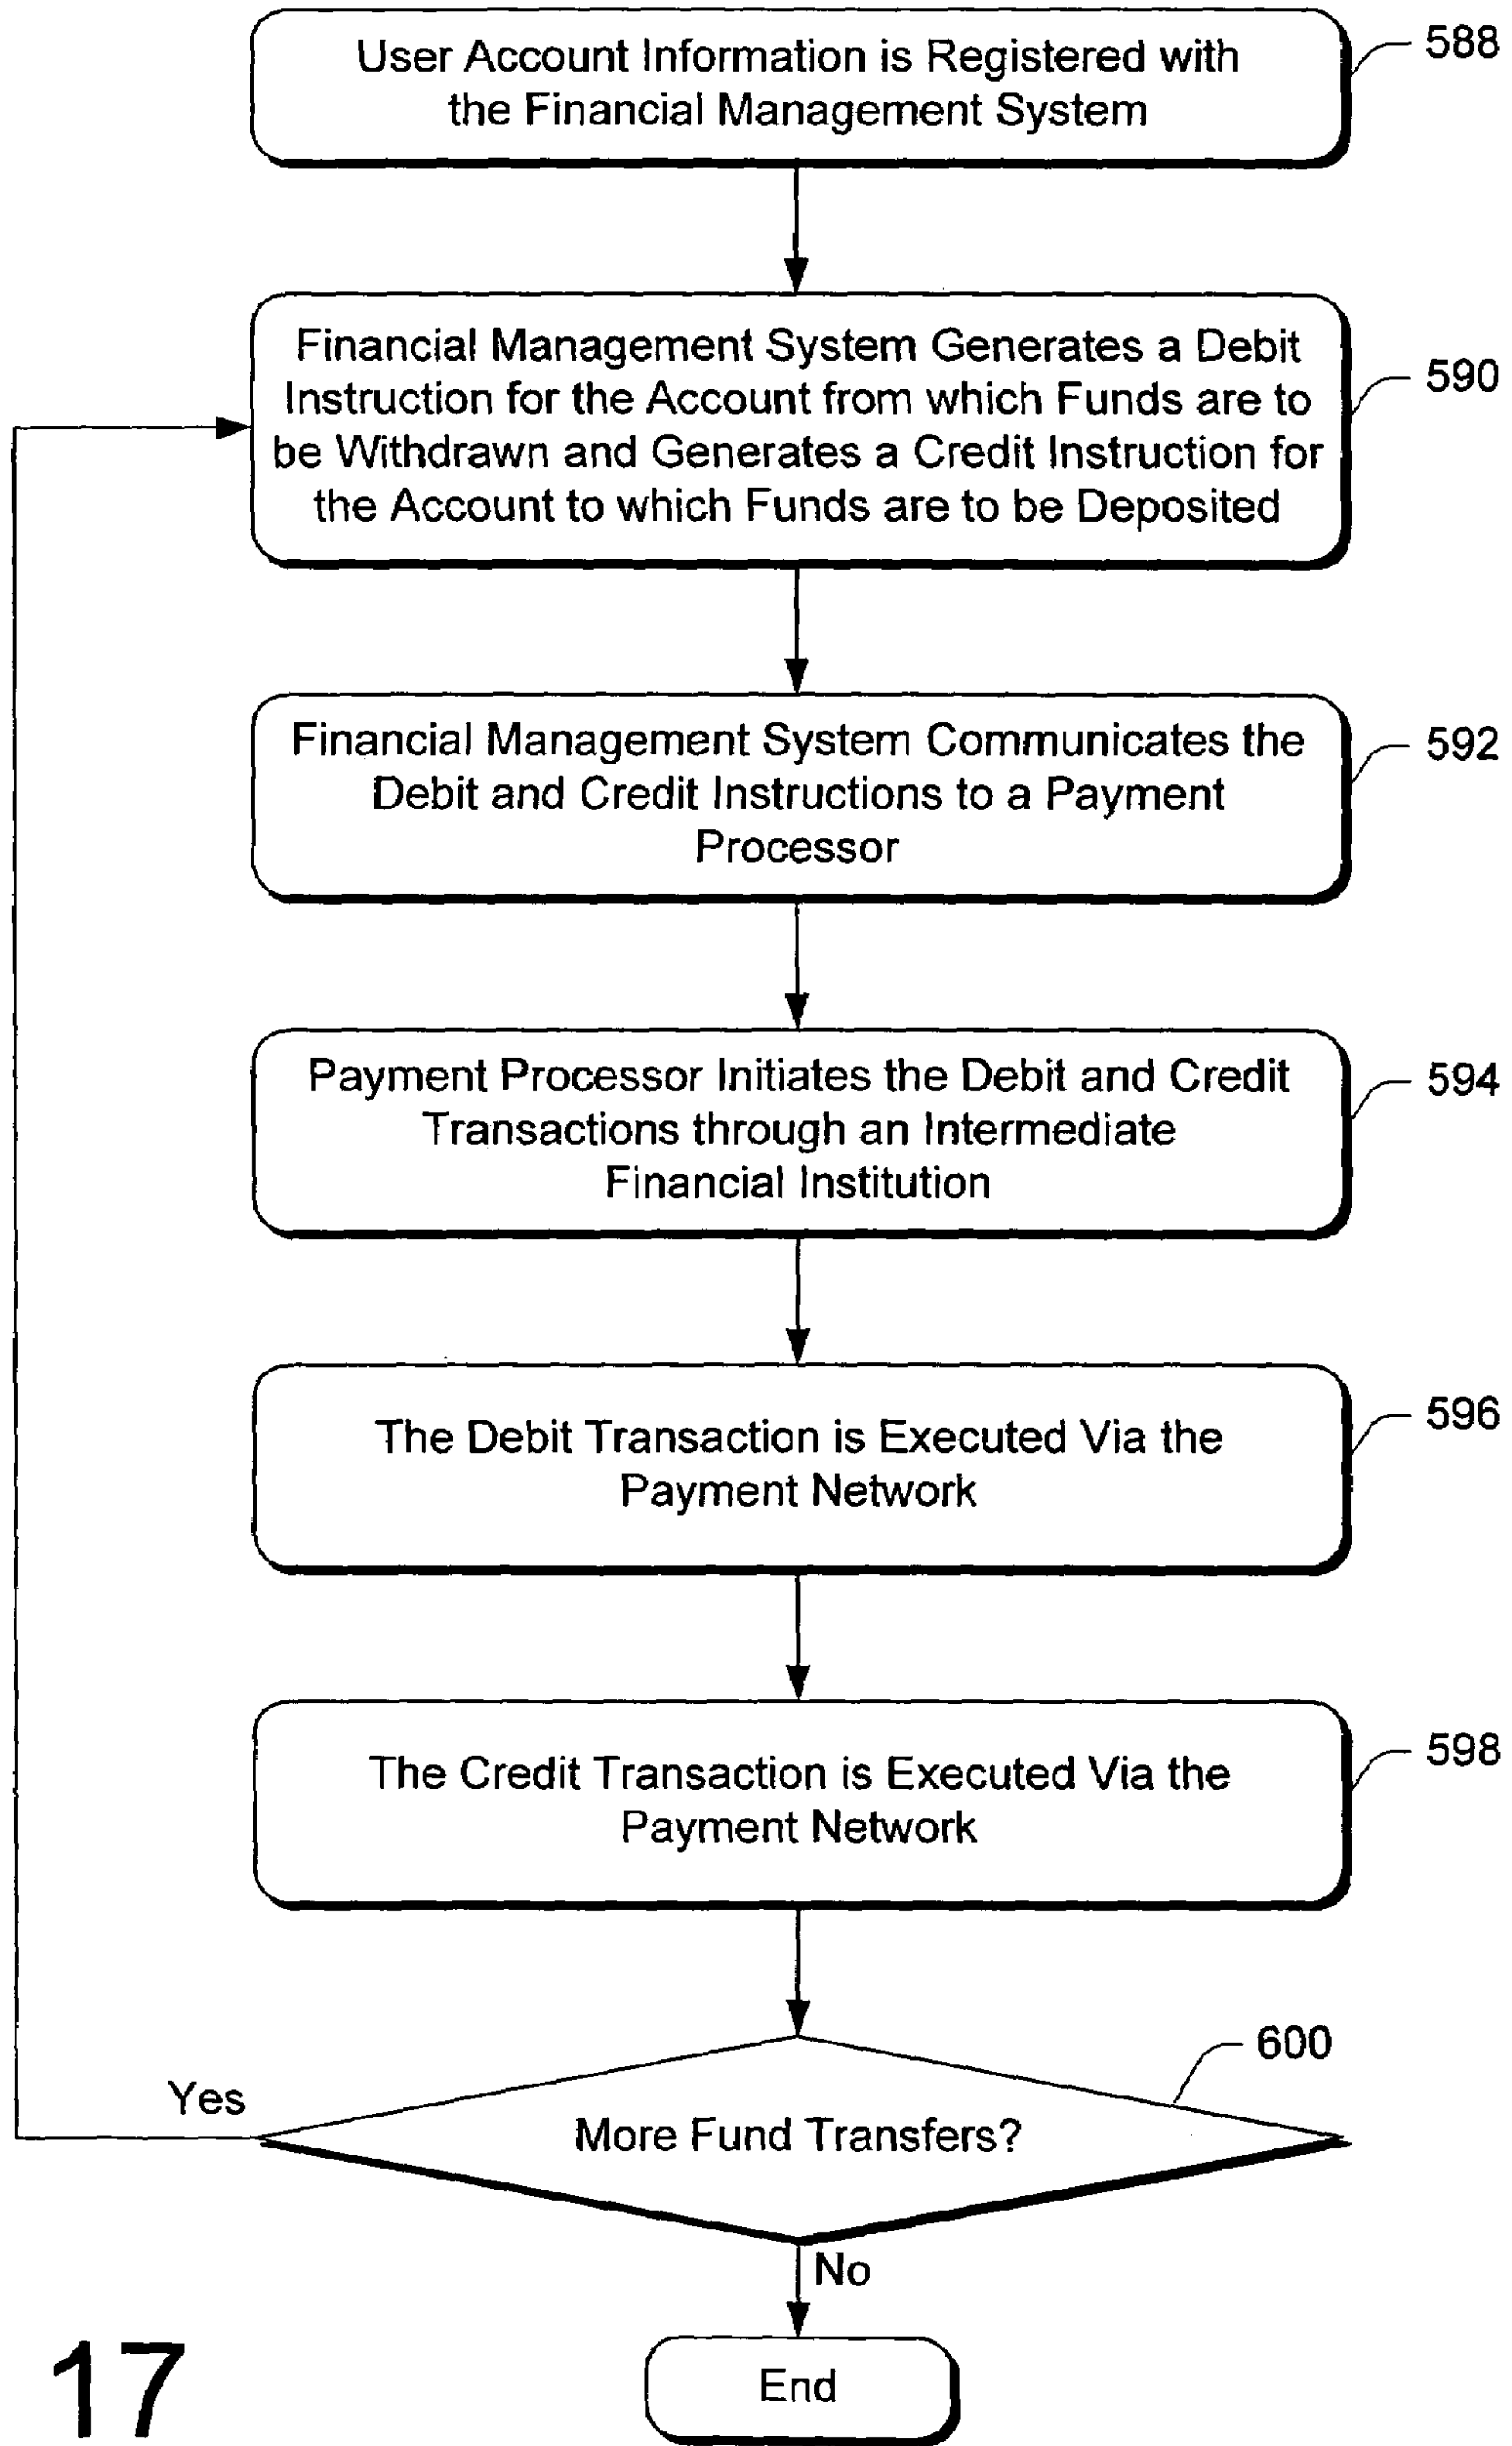 User Account Information is Registered with
the Financial Management System
588
Financial Management System Generates a Debit
Instruction for the Account from which Funds are to
be Withdrawn and Generates a Credit Instruction for
the Account to which Funds are to be Deposited
590
Financial Management System Communicates the
Debit and Credit Instructions to a Payment
Processor
592
Payment Processor Initiates the Debit and Credit
Transactions through an Intermediate
Financial Institution
594
The Debit Transaction is Executed Via the
Payment Network
596
The Credit Transaction is Executed Via the
Payment Network
598
600
Yes
More Fund Transfers?
No
End
17